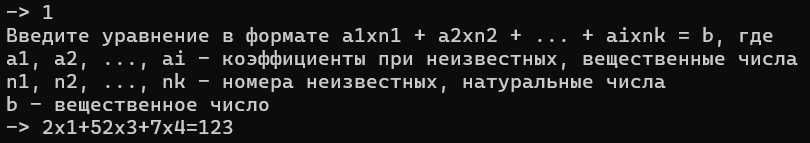 -> 1
Введите уравнение в формате a1xn1 + a2xn2 + ... + aixnk = b, где
a1, a2, ..., ai - коэффициенты при неизвестных, вещественные числа
n1, n2, ..., nk - номера неизвестных, натуральные числа
b - вещественное число
-> 2x1+52x3+7x4=123